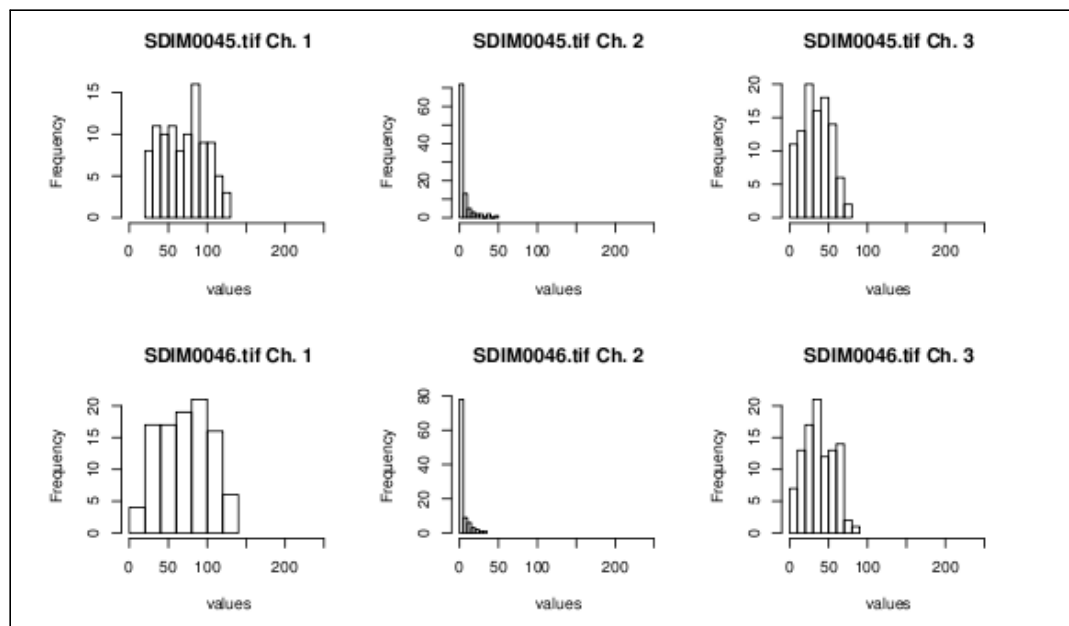 SDIM0045.tif Ch. 1
Frequency
0 5 10 15
0 50 100 200
values
SDIM0045.tif Ch. 2
Frequency
0 20 40 60
0 50 100 200
values
SDIM0045.tif Ch. 3
Frequency
0 5 10 15 20
0 50 100 200
values
SDIM0046.tif Ch. 1
Frequency
0 5 10 15 20
0 50 100 200
values
SDIM0046.tif Ch. 2
Frequency
0 20 40 60 80
0 50 100 200
values
SDIM0046.tif Ch. 3
Frequency
0 5 10 15 20
0 50 100 200
values